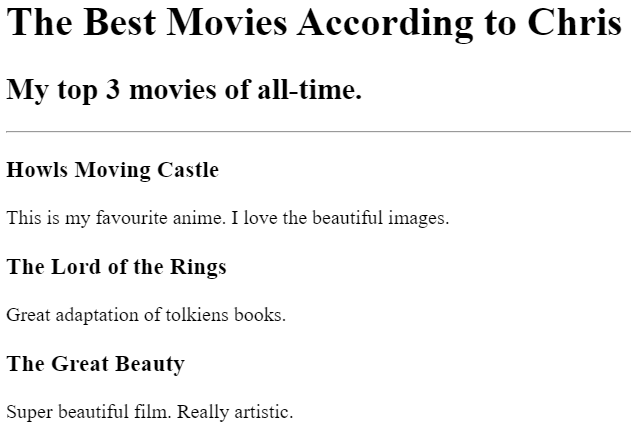 The Best Movies According to Chris
My top 3 movies of all-time.
Howls Moving Castle
This is my favourite anime. I love the beautiful images.
The Lord of the Rings
Great adaptation of tolkiens books.
The Great Beauty
Super beautiful film. Really artistic.